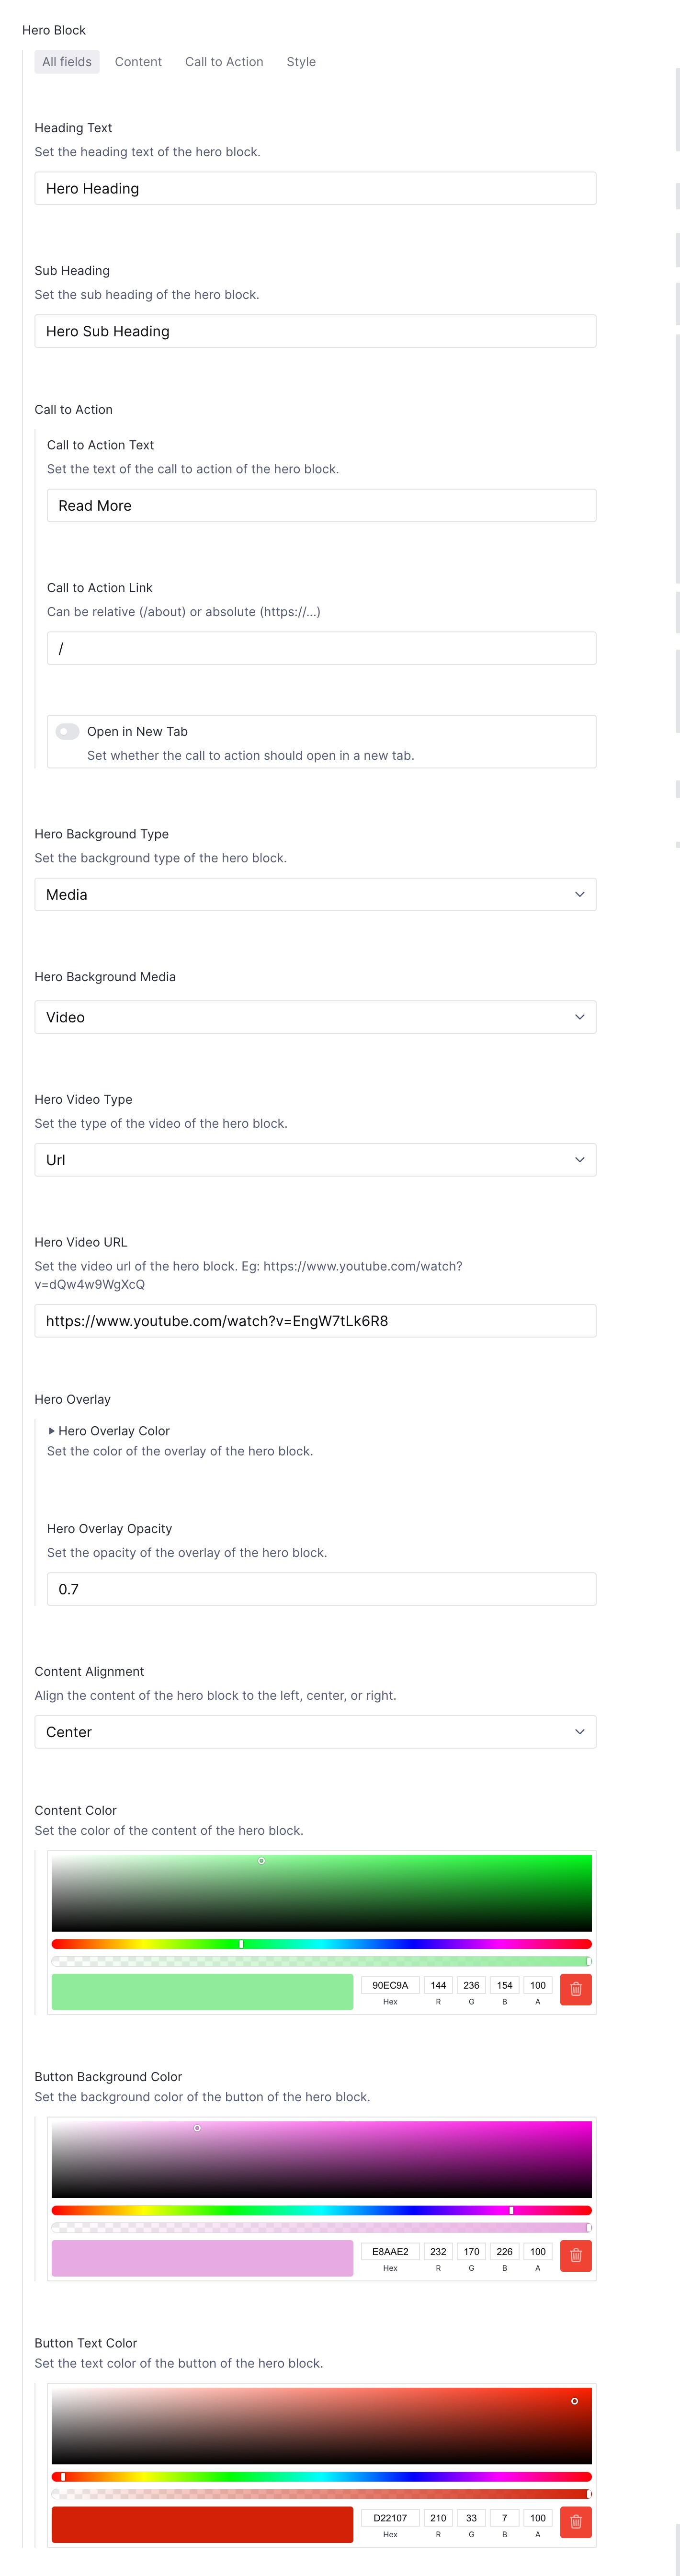 Hero Block
All fields Content Call to Action Style
Heading Text
Set the heading text of the hero block.
Hero Heading
Sub Heading
Set the sub heading of the hero block.
Hero Sub Heading
Call to Action
Call to Action Text
Set the text of the call to action of the hero block.
Read More
Call to Action Link
Can be relative (/about) or absolute (https://...)
/
Open in New Tab
Set whether the call to action should open in a new tab.
Hero Background Type
Set the background type of the hero block.
Media
Hero Background Media
Video
Hero Video Type
Set the type of the video of the hero block.
Url
Hero Video URL
Set the video url of the hero block. Eg: https://www.youtube.com/watch?
v=dQw4w9WgXcQ
https://www.youtube.com/watch?v=EngW7tLk6R8
Hero Overlay
Hero Overlay Color
Set the color of the overlay of the hero block.
Hero Overlay Opacity
Set the opacity of the overlay of the hero block.
0.7
Content Alignment
Align the content of the hero block to the left, center, or right.
Center
Content Color
Set the color of the content of the hero block.
90EC9A 144 236 154 100
Hex R G B A
Button Background Color
Set the background color of the button of the hero block.
E8AAE2 232 170 226 100
Hex R G B A
Button Text Color
Set the text color of the button of the hero block.
D22107 210 33 7 100
Hex R G B A